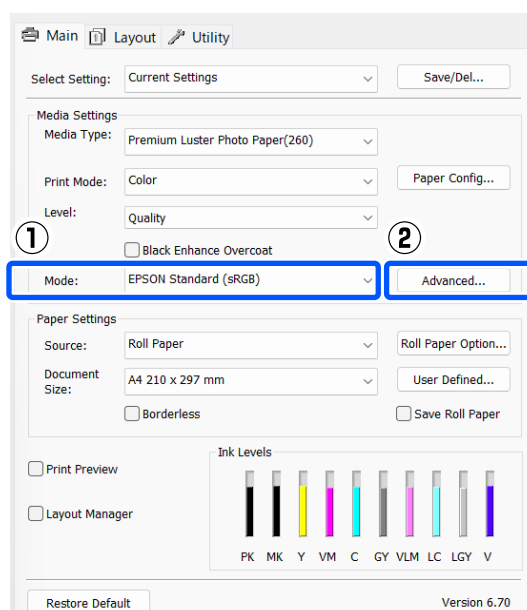 Main Layout Utility
Select Setting: Current Settings Save/Del...
Media Settings
Media Type: Premium Luster Photo Paper(260)
Print Mode: Color Paper Config...
Level: Quality
Black Enhance Overcoat
1 2
Mode: EPSON Standard (sRGB) Advanced...
Paper Settings
Source: Roll Paper Roll Paper Option...
Document
Size: A4 210 x 297 mm User Defined...
Borderless Save Roll Paper
Ink Levels
Print Preview
Layout Manager
PK MK Y VM C GY VLM LC LGY V
Restore Default Version 6.70